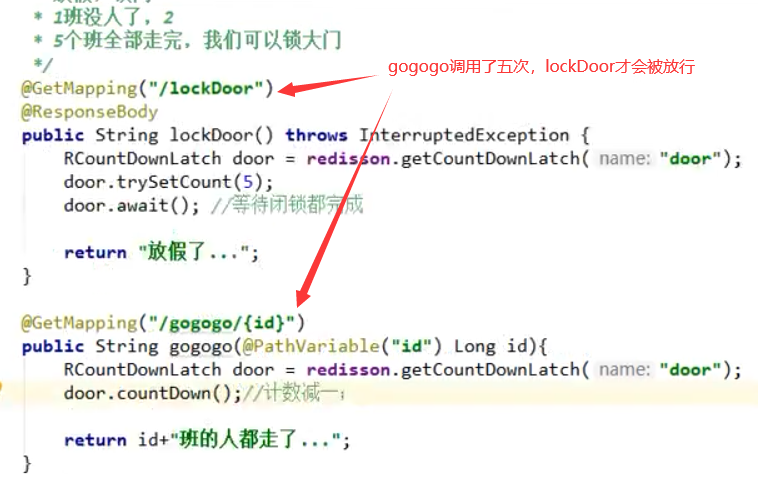 * 1班没人了，2
* 5个班全部走完，我们可以锁大门
*/
gogogo调用了五次，lockDoor才会被放行
@GetMapping("/lockDoor")
@ResponseBody
public String lockDoor() throws InterruptedException {
RCountDownLatch door = redisson.getCountDownLatch( name: "door");
door.trySetCount(5);
door.await(); //等待闭锁都完成
return "放假了...";
}
@GetMapping("/gogogo/{id}")
public String gogogo(@PathVariable("id") Long id){
RCountDownLatch door = redisson.getCountDownLatch( name: "door");
door.countDown();//计数减一；
return id+"班的人都走了...";
}